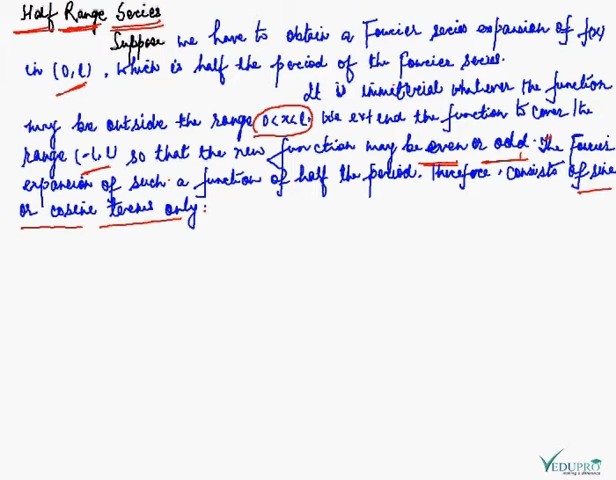 Half Range Series
Suppose we have to obtain a Fourier series expansion of f(x)
in (0, l), which is half the period of the Fourier series.
It is immiterial whatever the function
may be outside the range 0<x<l. We extend the function to cover the
range (-l, l) so that the new function may be even or odd. The Fourier
expansion of such a function of half the period. Therefore, consists of sine
or cosine terms only:
VEDUPRO